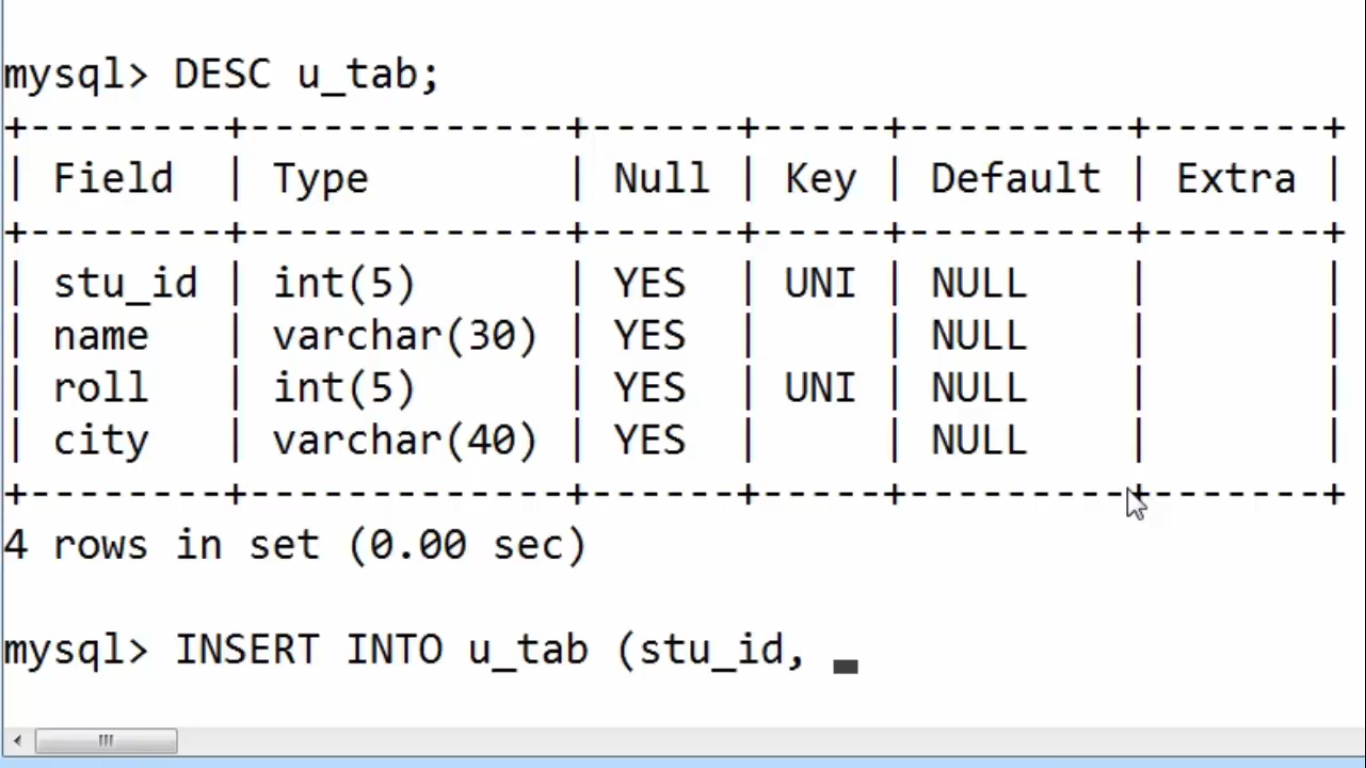 mysql> DESC u_tab;
+--------+-------------+------+-----+---------+-------+
| Field  | Type        | Null | Key | Default | Extra |
+--------+-------------+------+-----+---------+-------+
| stu_id | int(5)      | YES  | UNI | NULL    |       |
| name   | varchar(30) | YES  |     | NULL    |       |
| roll   | int(5)      | YES  | UNI | NULL    |       |
| city   | varchar(40) | YES  |     | NULL    |       |
+--------+-------------+------+-----+---------+-------+
4 rows in set (0.00 sec)
mysql> INSERT INTO u_tab (stu_id,